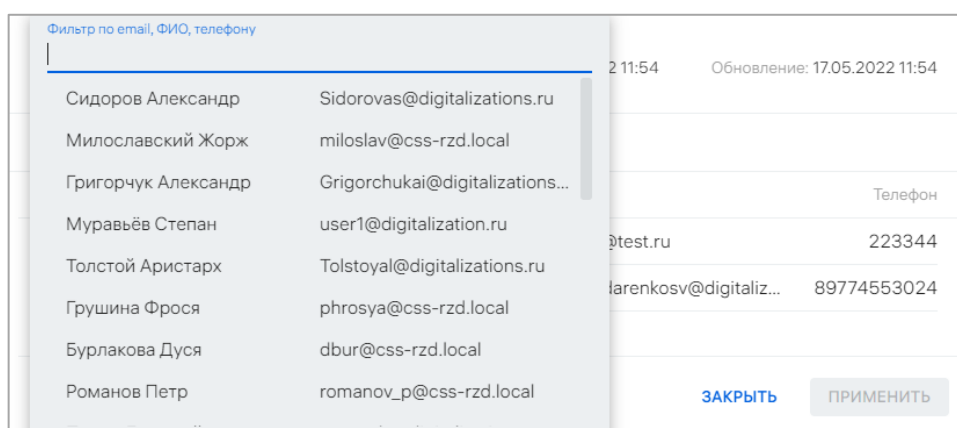 Фильтр по email, ФИО, телефону
2 11:54 Обновление: 17.05.2022 11:54
Сидоров Александр Sidorovas@digitalizations.ru
Милославский Жорж miloslav@css-rzd.local
Григорчук Александр Grigorchukai@digitalizations...
Телефон
Муравьёв Степан user1@digitalization.ru
@test.ru 223344
Толстой Аристарх Tolstoyal@digitalizations.ru
darenkosv@digitaliz... 89774553024
Грушина Фрося phrosya@css-rzd.local
Бурлакова Дуся dbur@css-rzd.local
Романов Петр romanov_p@css-rzd.local
ЗАКРЫТЬ ПРИМЕНИТЬ